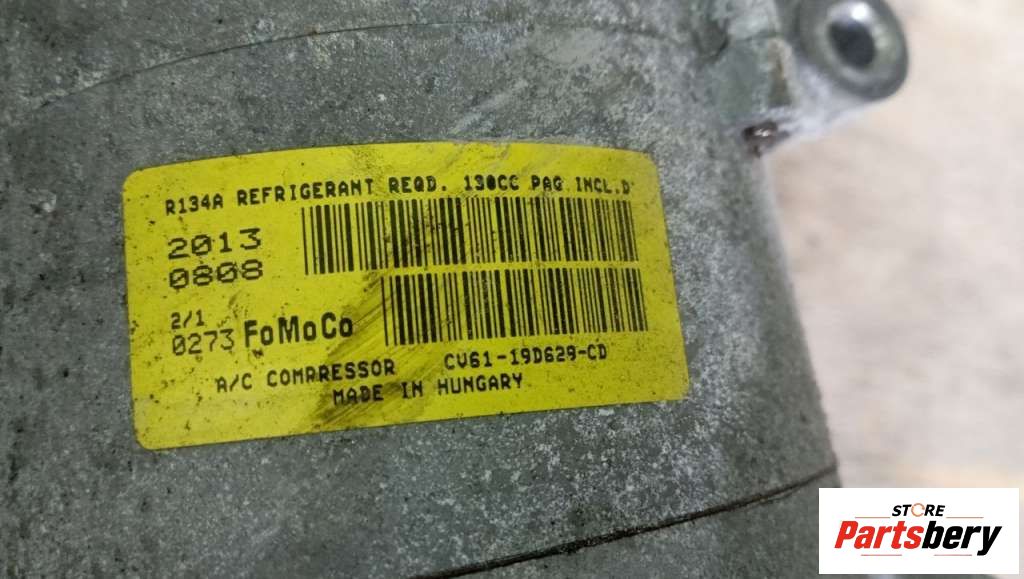 R134A REFRIGERANT REQD. 130CC PAG INCL.D
2013
0808
2/1
0273 FoMoCo
A/C COMPRESSOR CV61-19D629-CD
MADE IN HUNGARY
STORE
Partsbery